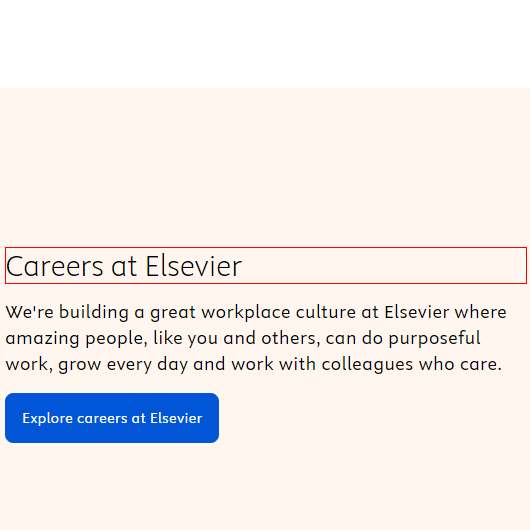 Careers at Elsevier
We're building a great workplace culture at Elsevier where
amazing people, like you and others, can do purposeful
work, grow every day and work with colleagues who care.
Explore careers at Elsevier